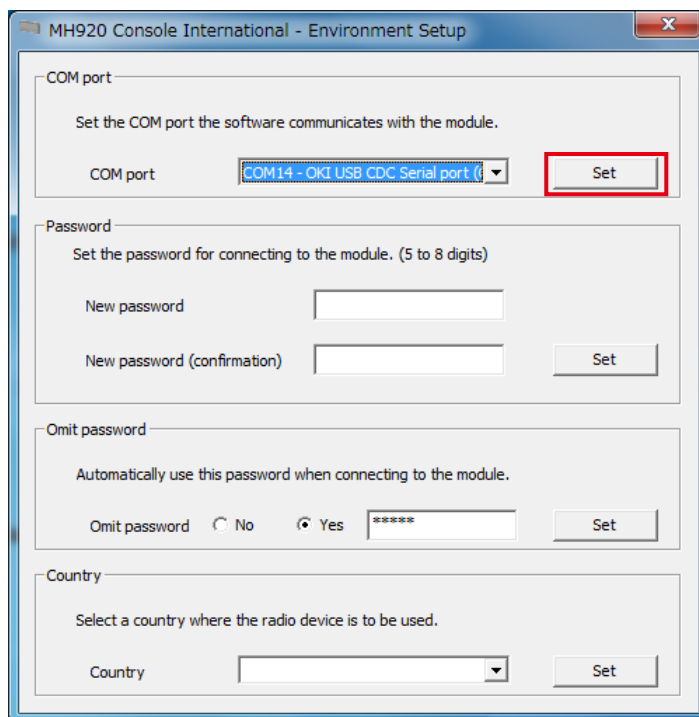 MH920 Console International - Environment Setup
COM port
Set the COM port the software communicates with the module.
COM port COM14 - OKI USB CDC Serial port ( Set
Password
Set the password for connecting to the module. (5 to 8 digits)
New password
New password (confirmation) Set
Omit password
Automatically use this password when connecting to the module.
Omit password No Yes ***** Set
Country
Select a country where the radio device is to be used.
Country Set